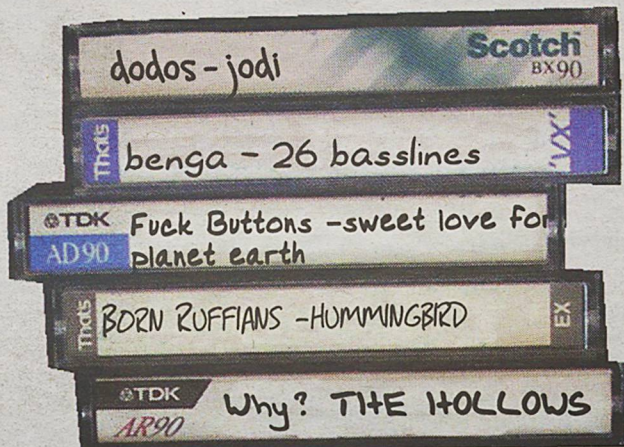 dodos - jodi
Scotch
BX90
That's
benga - 26 basslines
'VX'
TDK
AD90
Fuck Buttons - sweet love for
planet earth
That's
BORN RUFFIANS - HUMMINGBIRD
EX
TDK
AR90
Why? THE HOLLOWS